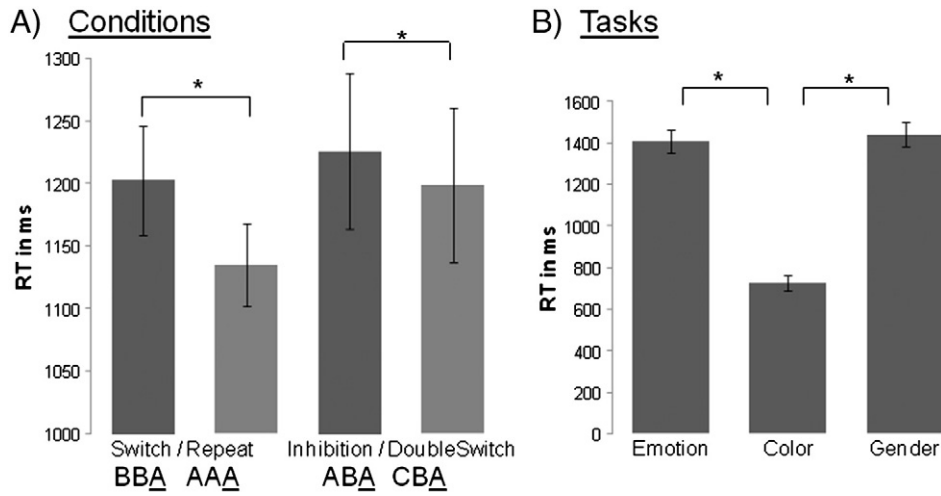 A) Conditions
*
*
RT in ms
1300
1250
1200
1150
1100
1050
1000
Switch / Repeat
BBA AAA
Inhibition / DoubleSwitch
ABA CBA
B) Tasks
*
*
RT in ms
1600
1400
1200
1000
800
600
400
200
0
Emotion
Color
Gender